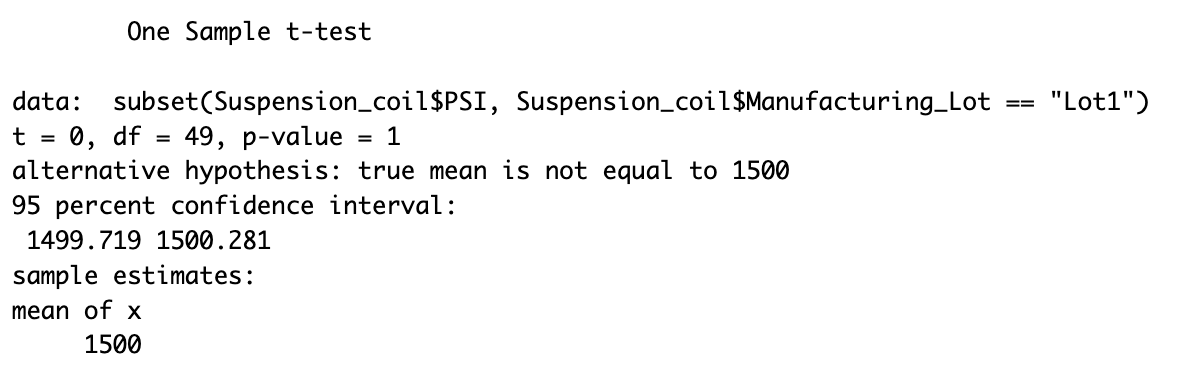 One Sample t-test
data:  subset(Suspension_coil$PSI, Suspension_coil$Manufacturing_Lot == "Lot1")
t = 0, df = 49, p-value = 1
alternative hypothesis: true mean is not equal to 1500
95 percent confidence interval:
1499.719 1500.281
sample estimates:
mean of x
1500